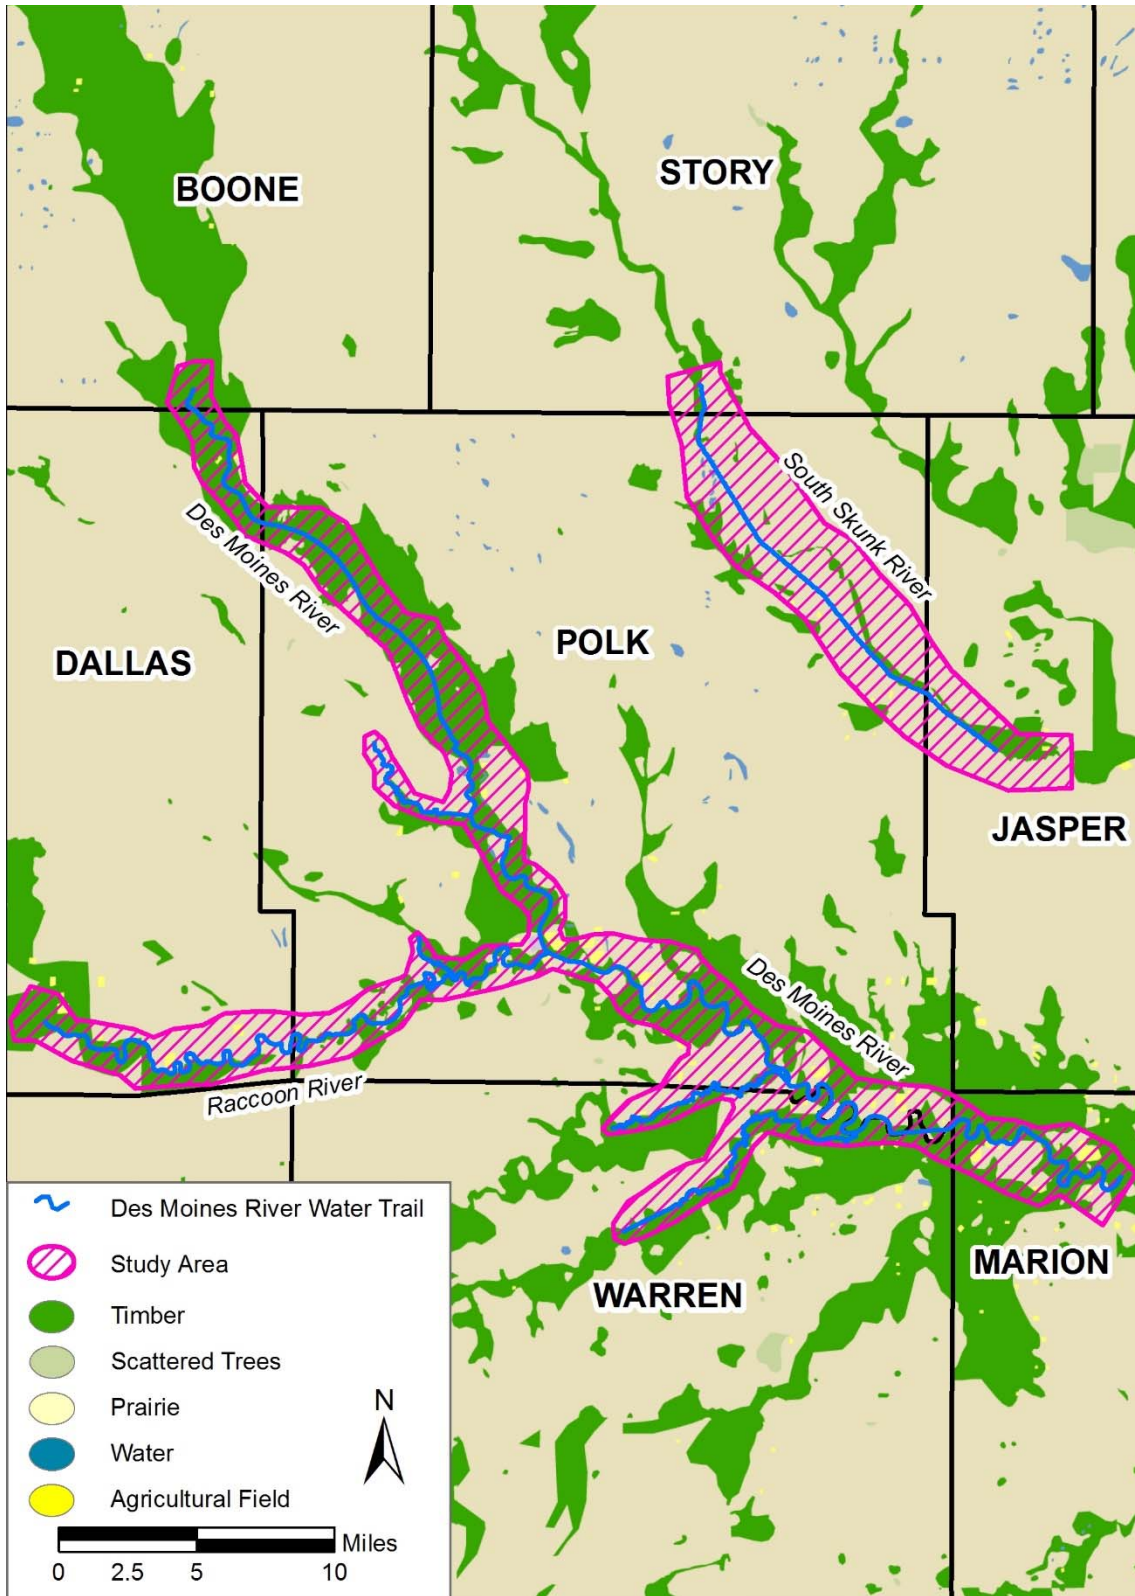 BOONE
STORY
South Skunk River
Des Moines River
POLK
DALLAS
JASPER
Des Moines River
Raccoon River
MARION
WARREN
Des Moines River Water Trail
Study Area
Timber
Scattered Trees
Prairie
Water
Agricultural Field
N
Miles
0 2.5 5 10